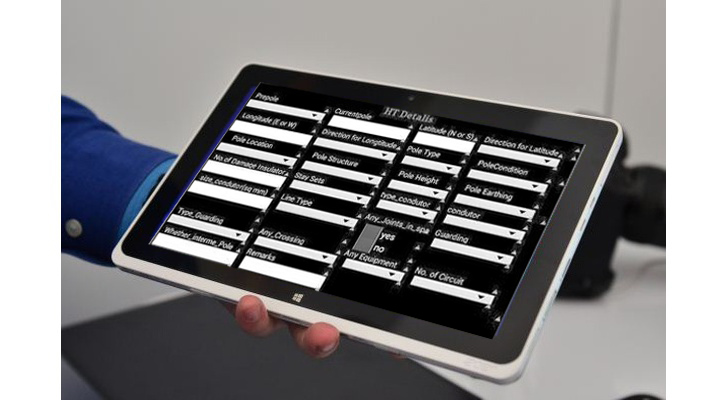 HT Details
Prepole
Currentpole
Latitude (N or S)
Direction for Latitude
Longitude (E or W)
Direction for Longtitude
Pole Type
PoleCondition
Pole Location
Pole Structure
Pole Height
Pole Earthing
No.of Damage Insulator
Stay Sets
type_condutor
condutor
size_condutor(sq mm)
Line Type
Any_Joints_in_spa
yes
no
Guarding
Type_Guarding
Any_Crossing
Any Equipment
No. of Circuit
Whether_Interme_Pole
Remarks